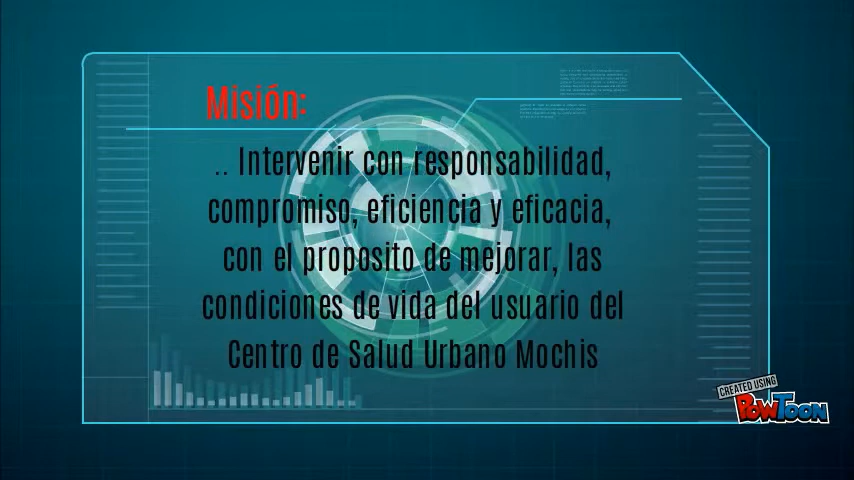 Misión:
.. Intervenir con responsabilidad,
compromiso, eficiencia y eficacia,
con el proposito de mejorar, las
condiciones de vida del usuario del
Centro de Salud Urbano Mochis
CREATED USING
POWTOON